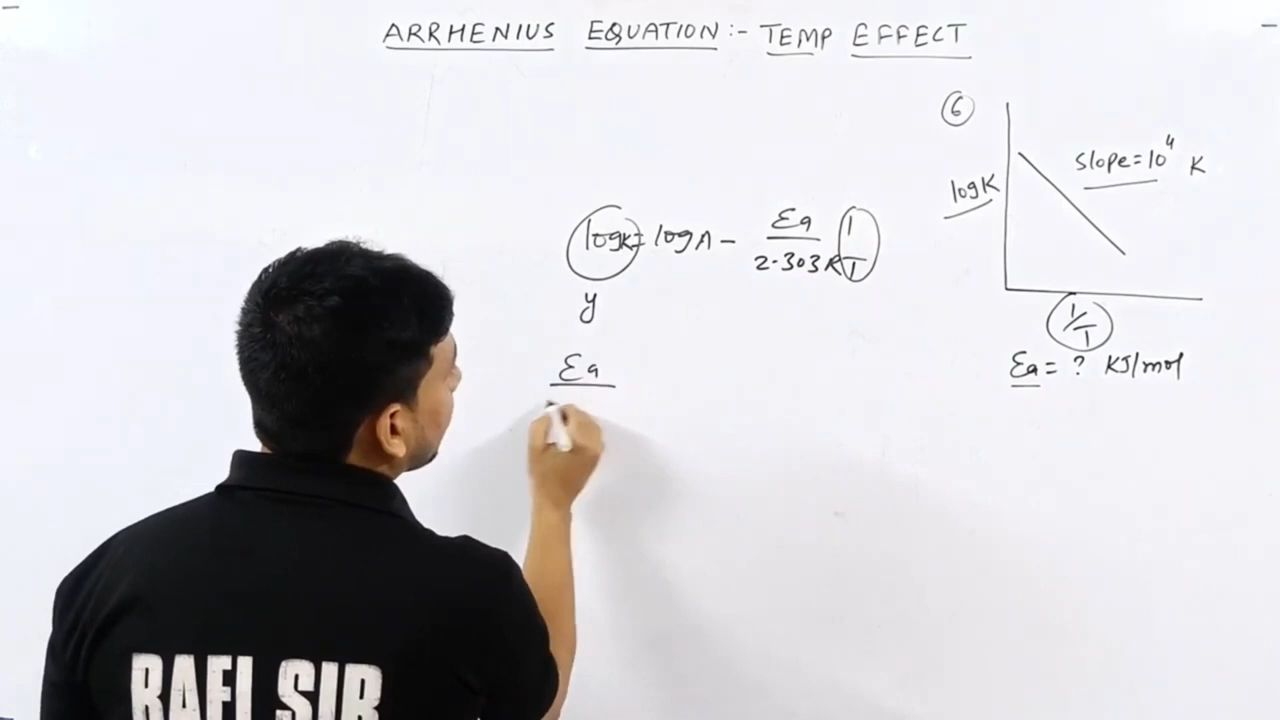 ARRHENIUS EQUATION:- TEMP EFFECT
6
slope=10⁴ K
logK
logK=logA- Ea/2.303R 1/T
y
1/T
Ea
Ea= ? KJ/mol
RAFI SIR